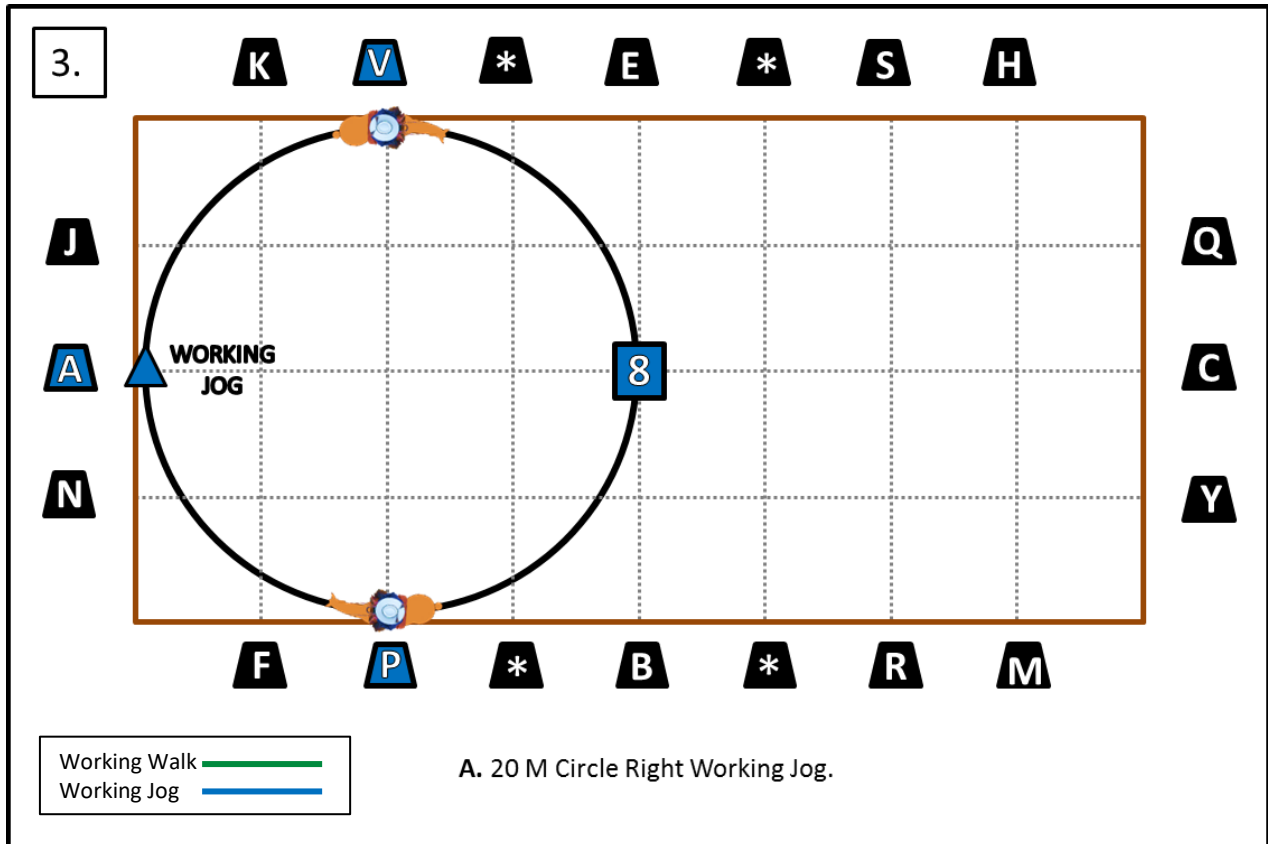 3.
K V * E * S H
J Q
WORKING
JOG
A 8 C
N Y
F P * B * R M
Working Walk
Working Jog
A. 20 M Circle Right Working Jog.